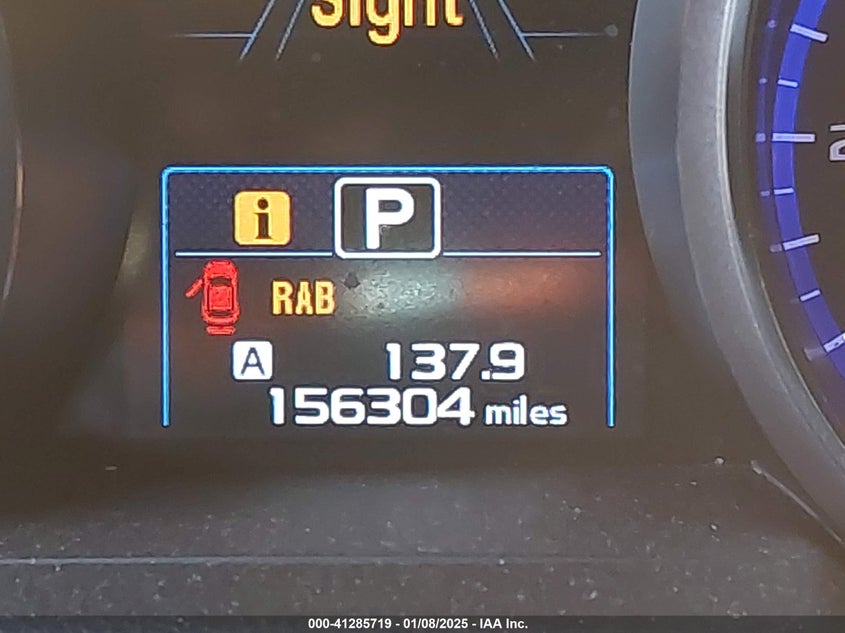 Sight
i P
RAB
A 137.9
156304 miles
000-41285719 - 01/08/2025 - IAA Inc.